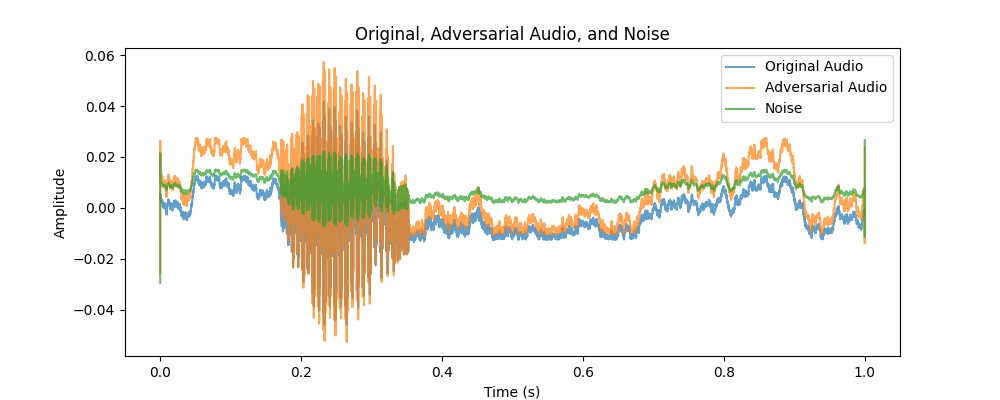 Original, Adversarial Audio, and Noise
Original Audio
Adversarial Audio
Noise
Amplitude
0.06
0.04
0.02
0.00
−0.02
−0.04
0.0
0.2
0.4
0.6
0.8
1.0
Time (s)